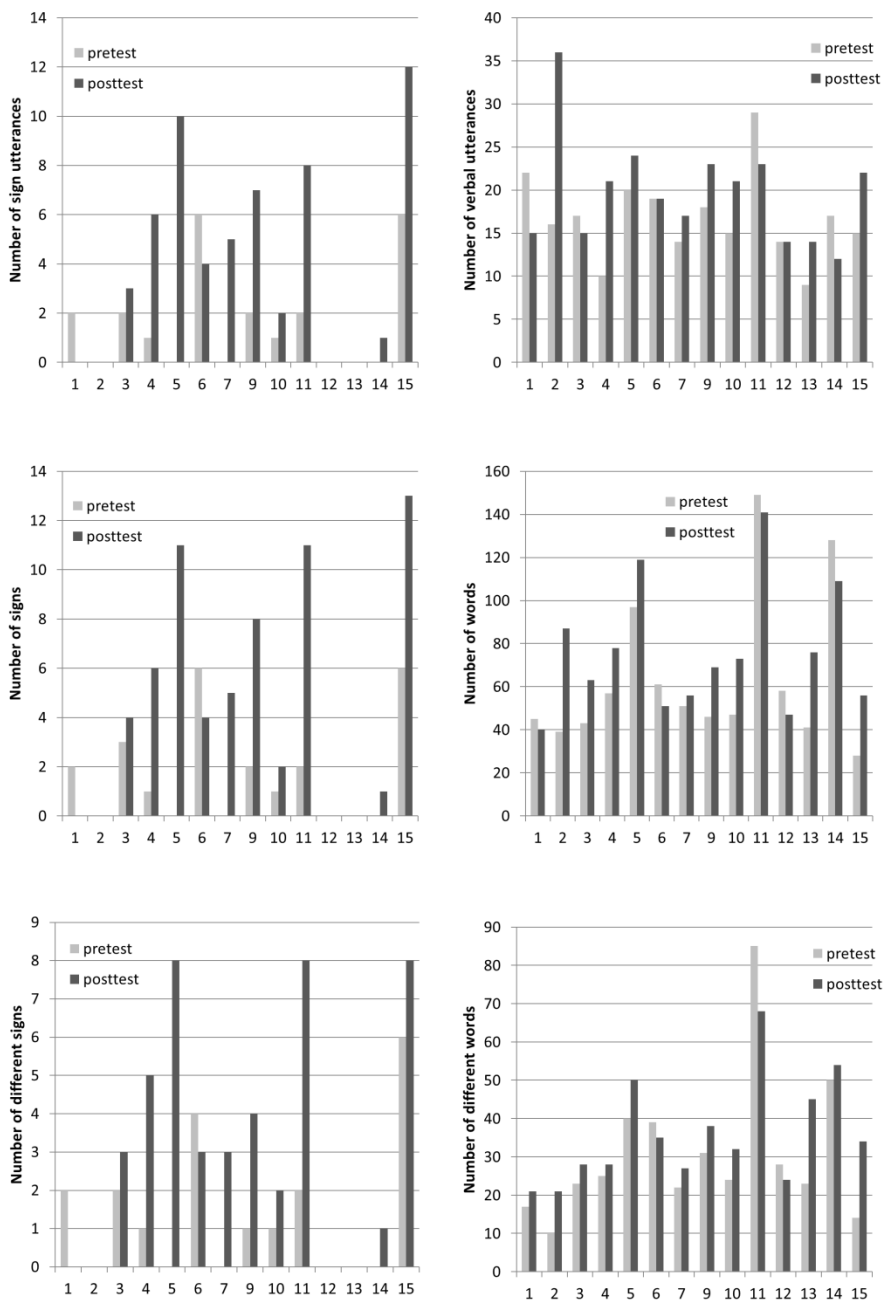 Number of sign utterances
14
12
10
8
6
4
2
0
pretest
posttest
1 2 3 4 5 6 7 9 10 11 12 13 14 15
Number of verbal utterances
40
35
30
25
20
15
10
5
0
pretest
posttest
1 2 3 4 5 6 7 9 10 11 12 13 14 15
Number of signs
14
12
10
8
6
4
2
0
pretest
posttest
1 2 3 4 5 6 7 9 10 11 12 13 14 15
Number of words
160
140
120
100
80
60
40
20
0
pretest
posttest
1 2 3 4 5 6 7 9 10 11 12 13 14 15
Number of different signs
9
8
7
6
5
4
3
2
1
0
pretest
posttest
1 2 3 4 5 6 7 9 10 11 12 13 14 15
Number of different words
90
80
70
60
50
40
30
20
10
0
pretest
posttest
1 2 3 4 5 6 7 9 10 11 12 13 14 15